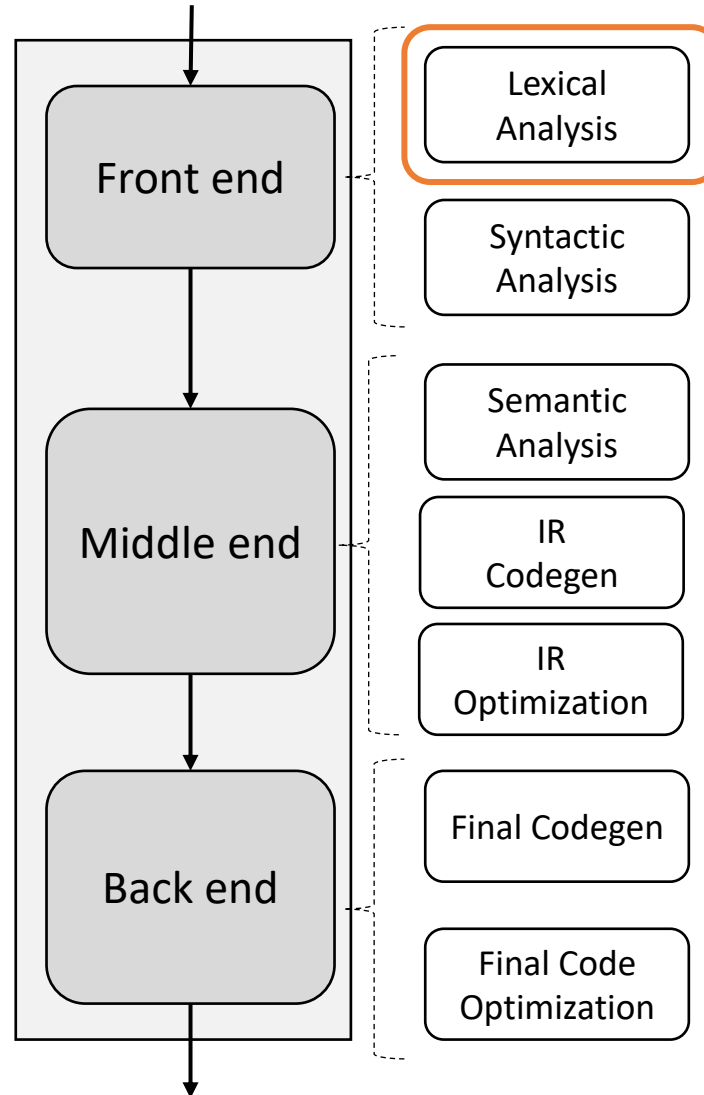 Front end
Lexical
Analysis
Syntactic
Analysis
Middle end
Semantic
Analysis
IR
Codegen
IR
Optimization
Back end
Final Codegen
Final Code
Optimization